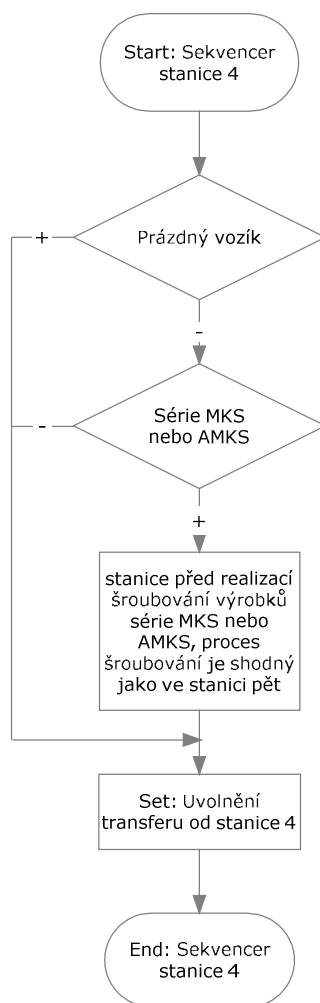 Start: Sekvencer
stanice 4
Prázdný vozík
+
-
Série MKS
nebo AMKS
-
+
stanice před realizací
šroubování výrobků
série MKS nebo
AMKS, proces
šroubování je shodný
jako ve stanici pět
Set: Uvolnění
transferu od stanice 4
End: Sekvencer
stanice 4